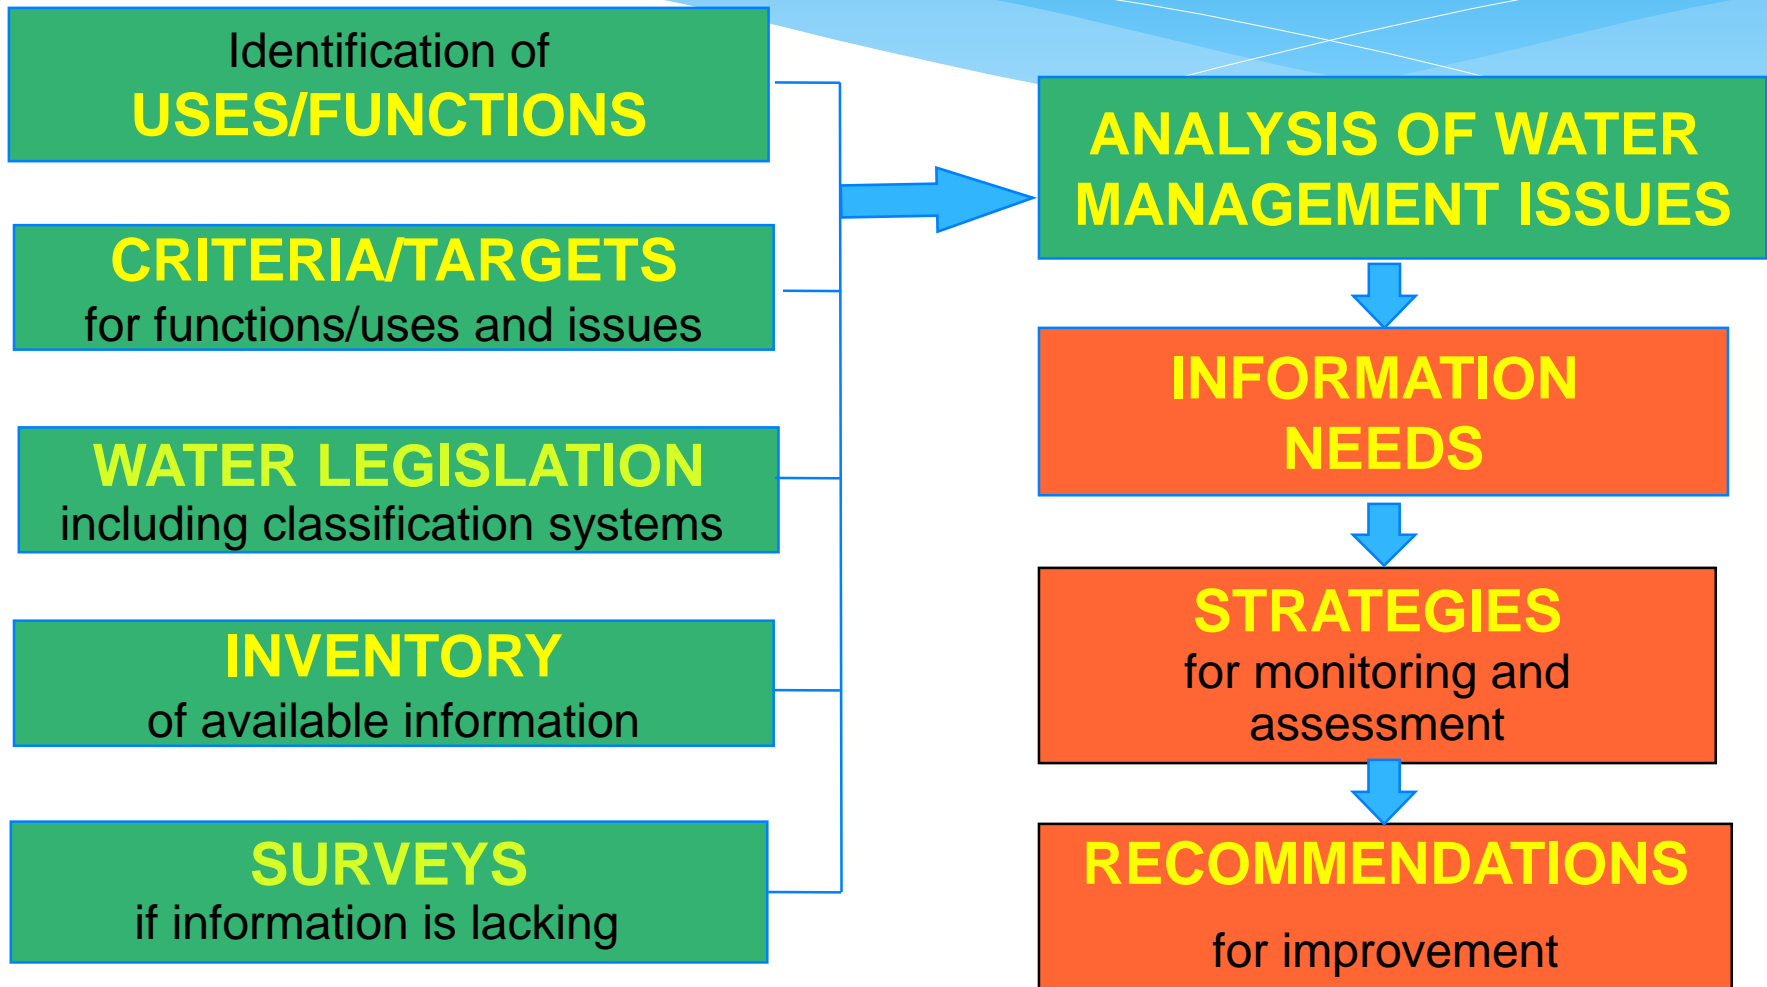 Identification of
USES/FUNCTIONS
CRITERIA/TARGETS
for functions/uses and issues
WATER LEGISLATION
including classification systems
INVENTORY
of available information
SURVEYS
if information is lacking
ANALYSIS OF WATER
MANAGEMENT ISSUES
INFORMATION
NEEDS
STRATEGIES
for monitoring and
assessment
RECOMMENDATIONS
for improvement